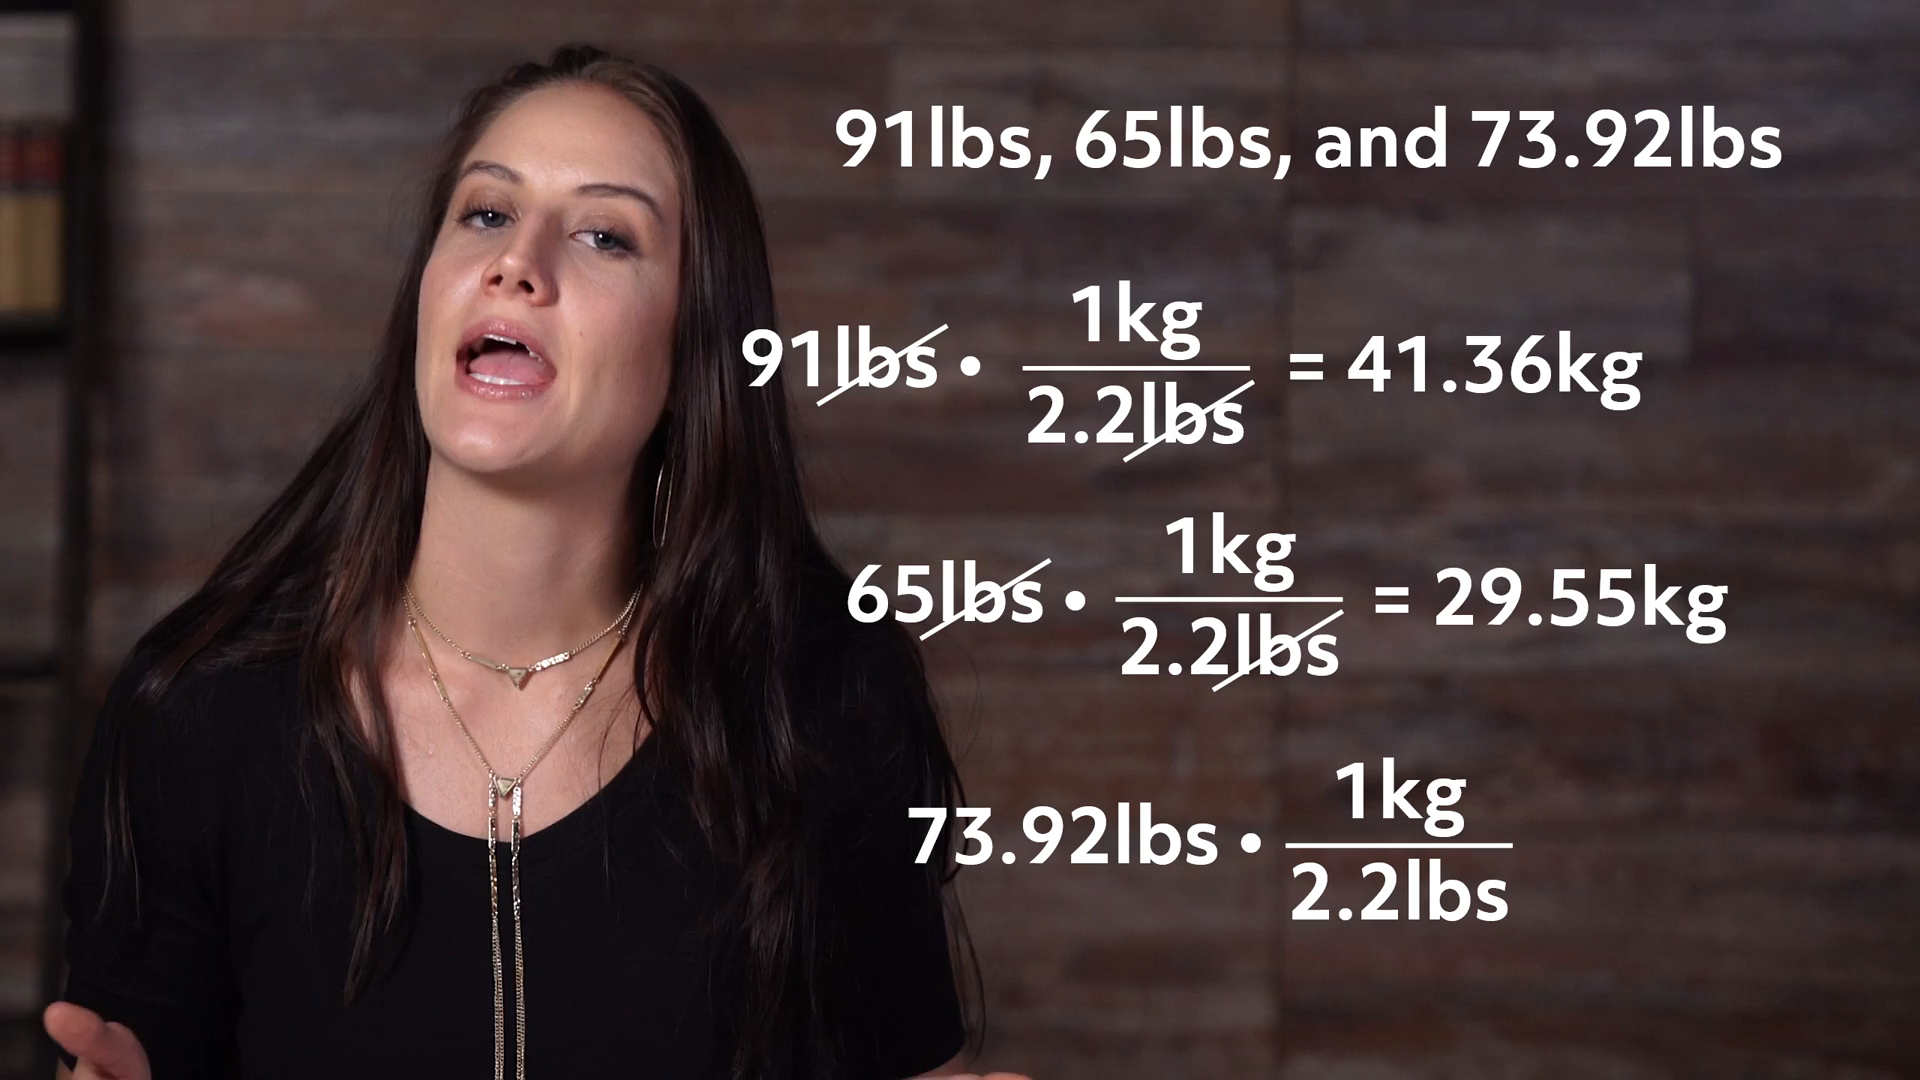 91lbs, 65lbs, and 73.92lbs
91lbs • 1kg / 2.2lbs = 41.36kg
65lbs • 1kg / 2.2lbs = 29.55kg
73.92lbs • 1kg / 2.2lbs